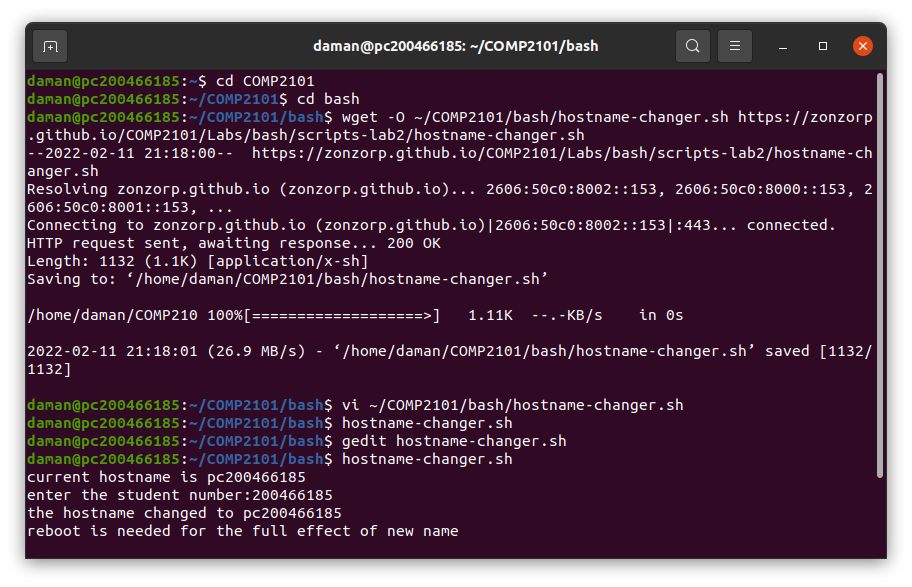 daman@pc200466185: ~/COMP2101/bash
daman@pc200466185:~$ cd COMP2101
daman@pc200466185:~/COMP2101$ cd bash
daman@pc200466185:~/COMP2101/bash$ wget -O ~/COMP2101/bash/hostname-changer.sh https://zonzorp
.github.io/COMP2101/Labs/bash/scripts-lab2/hostname-changer.sh
--2022-02-11 21:18:00--  https://zonzorp.github.io/COMP2101/Labs/bash/scripts-lab2/hostname-ch
anger.sh
Resolving zonzorp.github.io (zonzorp.github.io)... 2606:50c0:8002::153, 2606:50c0:8000::153, 2
606:50c0:8001::153, ...
Connecting to zonzorp.github.io (zonzorp.github.io)|2606:50c0:8002::153|:443... connected.
HTTP request sent, awaiting response... 200 OK
Length: 1132 (1.1K) [application/x-sh]
Saving to: ‘/home/daman/COMP2101/bash/hostname-changer.sh’
/home/daman/COMP210 100%[===================>]   1.11K  --.-KB/s    in 0s
2022-02-11 21:18:01 (26.9 MB/s) - ‘/home/daman/COMP2101/bash/hostname-changer.sh’ saved [1132/
1132]
daman@pc200466185:~/COMP2101/bash$ vi ~/COMP2101/bash/hostname-changer.sh
daman@pc200466185:~/COMP2101/bash$ hostname-changer.sh
daman@pc200466185:~/COMP2101/bash$ gedit hostname-changer.sh
daman@pc200466185:~/COMP2101/bash$ hostname-changer.sh
current hostname is pc200466185
enter the student number:200466185
the hostname changed to pc200466185
reboot is needed for the full effect of new name